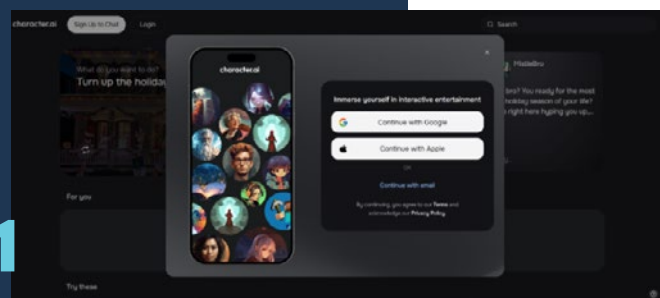 character.ai
Sign Up to Chat
Login
Search
What do you want to do?
Turn up the holiday
character.ai
Immerse yourself in interactive entertainment
Continue with Google
Continue with Apple
OR
Continue with email
By continuing, you agree to our Terms and
acknowledge our Privacy Policy
bro? You ready for the most
holiday season of your life?
right here hyping you up,...
For you
Try these
1